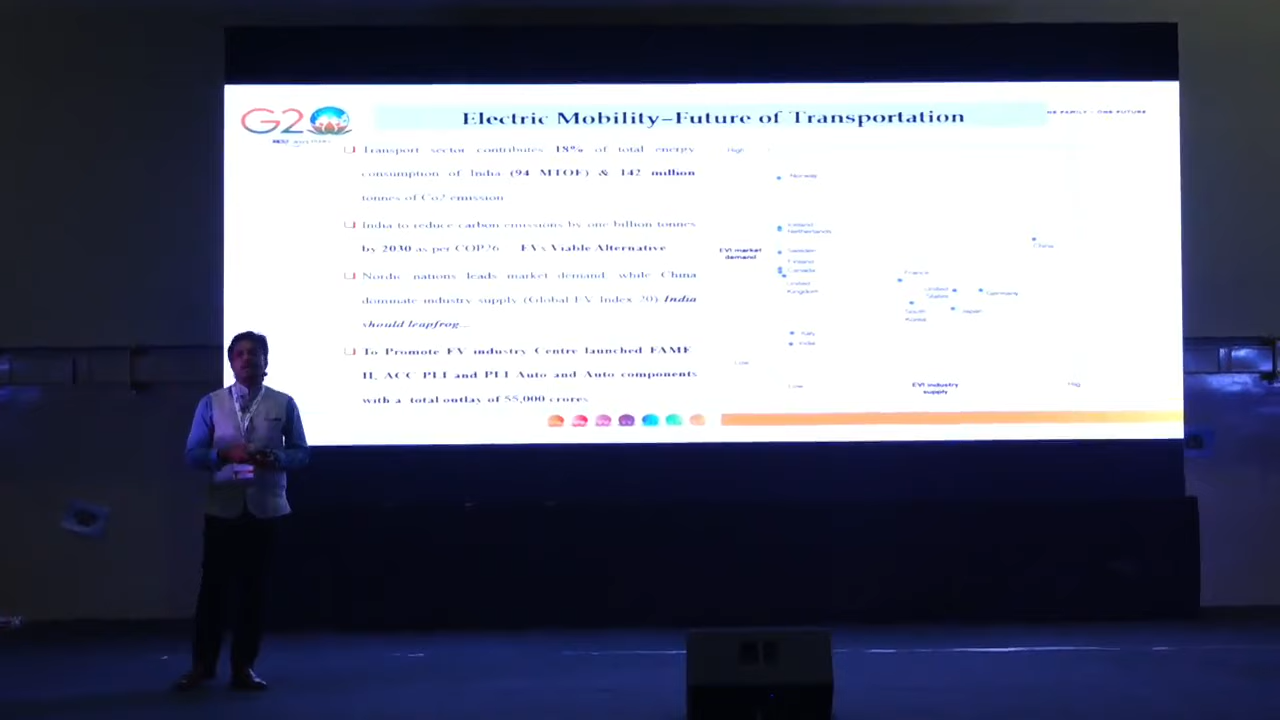 G20
Electric Mobility–Future of Transportation
ONE FUTURE
Transport sector contributes 18% of total energy
consumption of India (94 MTOE) & 142 million
tonnes of Co2 emission
India to reduce carbon emissions by one billion tonnes
by 2030 as per COP26 EVs Viable Alternative
Nordic nations leads market demand while China
dominate industry supply (Global EV Index 20) India
should leapfrog...
To Promote EV industry Centre launched FAME
II, ACC PLI and PLI Auto and Auto components
with a total outlay of 55,000 crores
High
Norway
Iceland
Netherlands
China
EVI market
demand
Sweden
Finland
Canada
France
United
Kingdom
United
States
Germany
South
Korea
Japan
Italy
India
Low
Low
EVI industry
supply
Hig